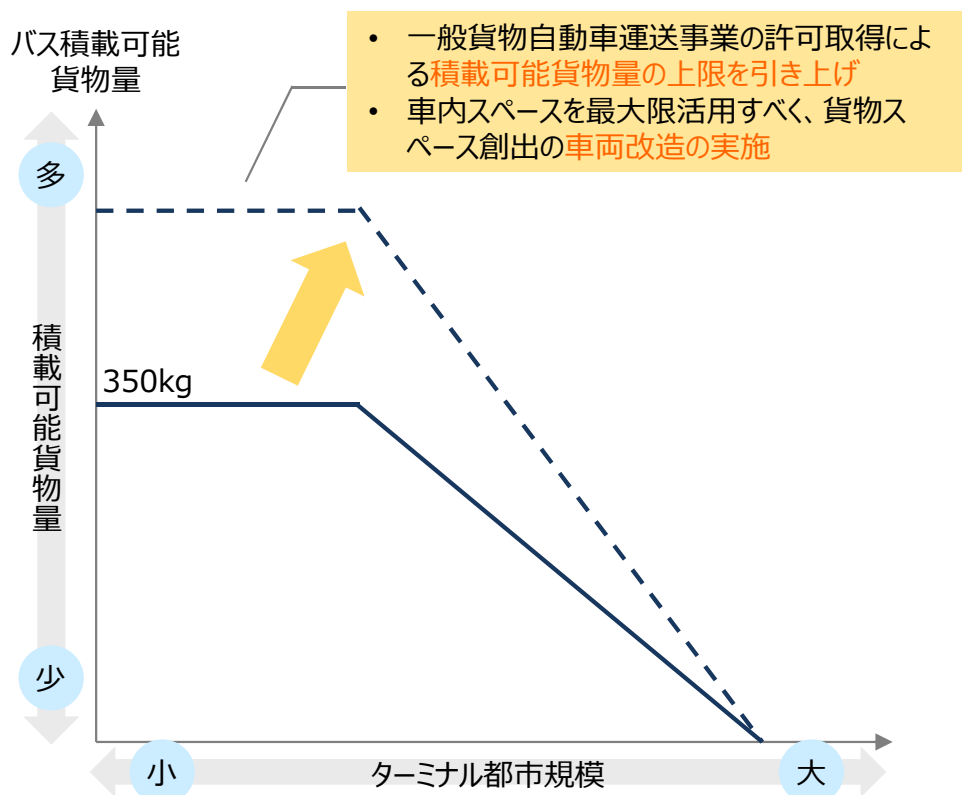 バス積載可能
貨物量
• 一般貨物自動車運送事業の許可取得によ
る積載可能貨物量の上限を引き上げ
• 車内スペースを最大限活用すべく、貨物ス
ペース創出の車両改造の実施
多
積載可能貨物量
350kg
少
小
ターミナル都市規模
大